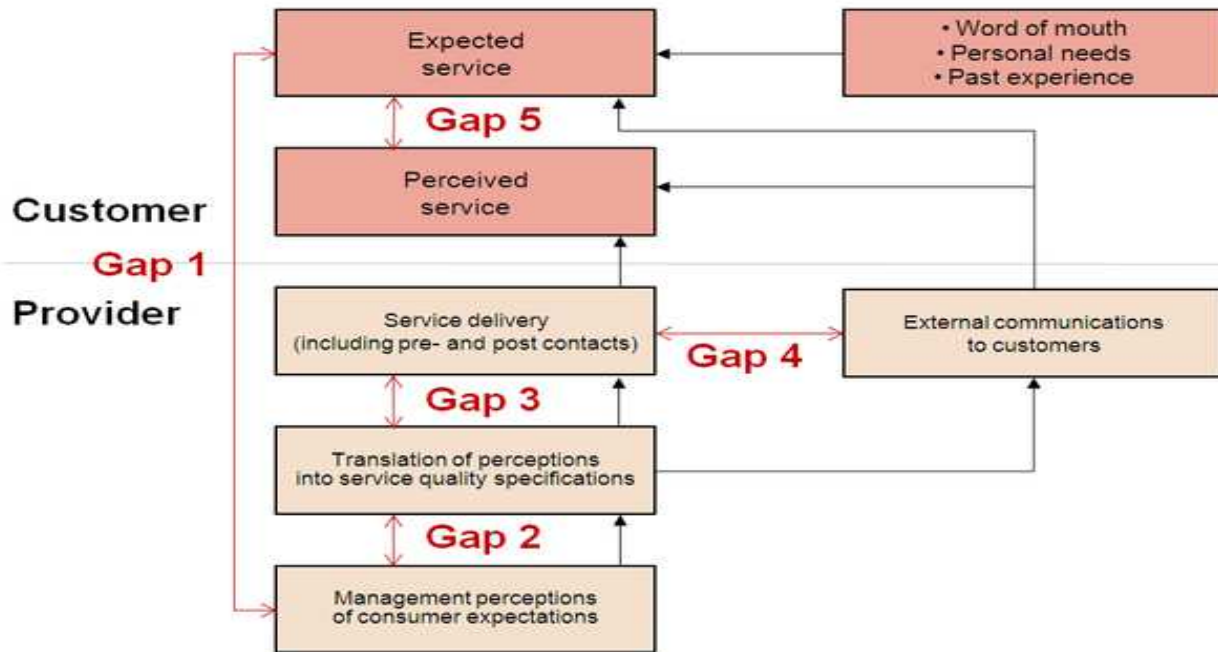 Expected
service
• Word of mouth
• Personal needs
• Past experience
Gap 5
Perceived
service
Customer
Gap 1
Provider
Service delivery
(including pre- and post contacts)
Gap 4
External communications
to customers
Gap 3
Translation of perceptions
into service quality specifications
Gap 2
Management perceptions
of consumer expectations